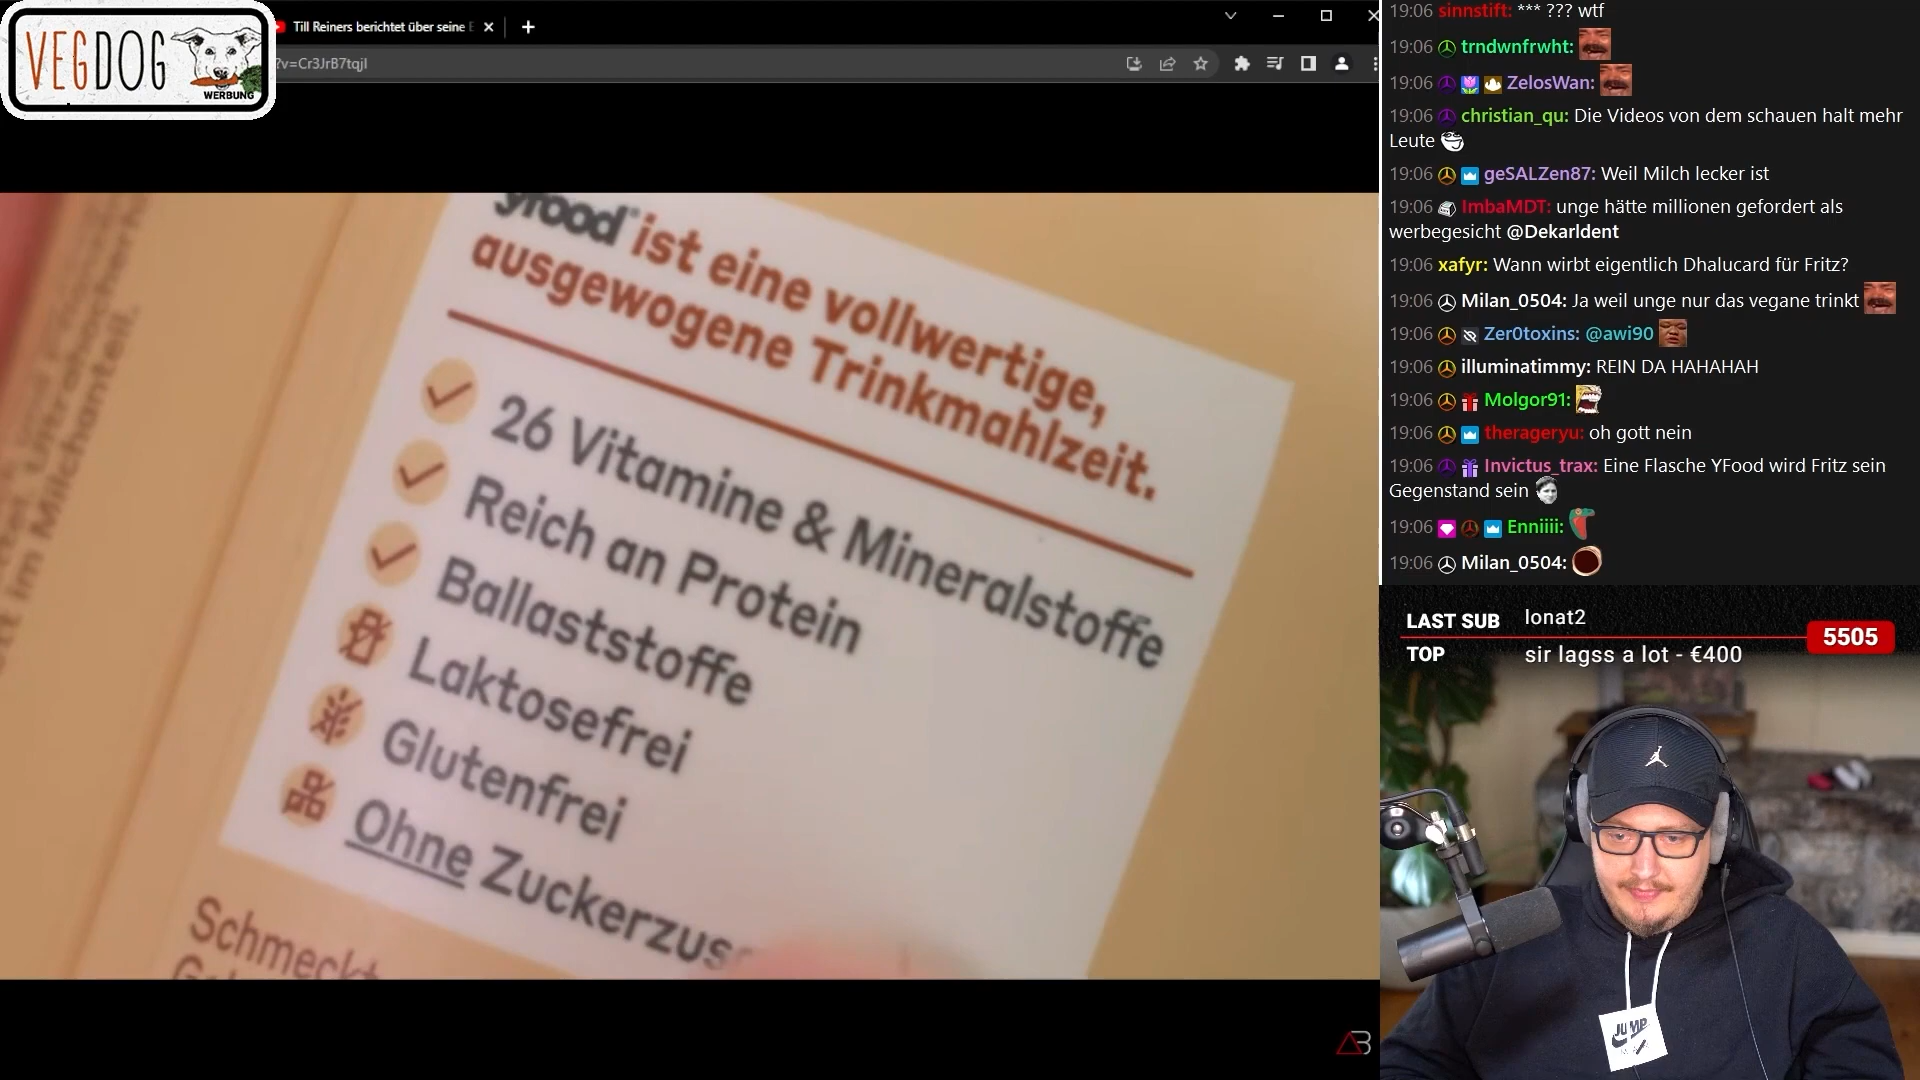 VEGDOG
WERBUNG
Till Reiners berichtet über seine E
?v=Cr3JrB7tqjI
yfood ist eine vollwertige,
ausgewogene Trinkmahlzeit.
26 Vitamine & Mineralstoffe
Reich an Protein
Ballaststoffe
Laktosefrei
Glutenfrei
Ohne Zuckerzus
Schmeckt
im Milchanteil.
19:06 sinnstift: *** ??? wtf
19:06 trndwnfrwht:
19:06 ZelosWan:
19:06 christian_qu: Die Videos von dem schauen halt mehr
Leute
19:06 geSALZen87: Weil Milch lecker ist
19:06 ImbaMDT: unge hätte millionen gefordert als
werbegesicht @Dekarldent
19:06 xafyr: Wann wirbt eigentlich Dhalucard für Fritz?
19:06 Milan_0504: Ja weil unge nur das vegane trinkt
19:06 Zer0toxins: @awi90
19:06 illuminatimmy: REIN DA HAHAHAH
19:06 Molgor91:
19:06 therageryu: oh gott nein
19:06 Invictus_trax: Eine Flasche YFood wird Fritz sein
Gegenstand sein
19:06 Enniiii:
19:06 Milan_0504:
LAST SUB lonat2
5505
TOP sir lagss a lot - €400
JUMP